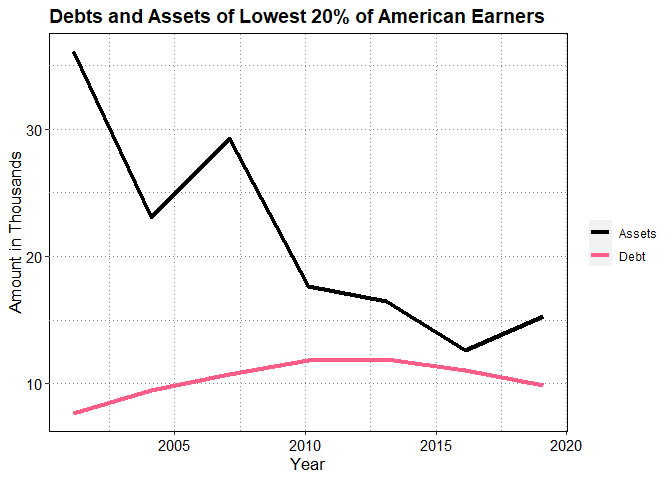 Debts and Assets of Lowest 20% of American Earners
Amount in Thousands
30
20
10
2005
2010
2015
2020
Year
Assets
Debt